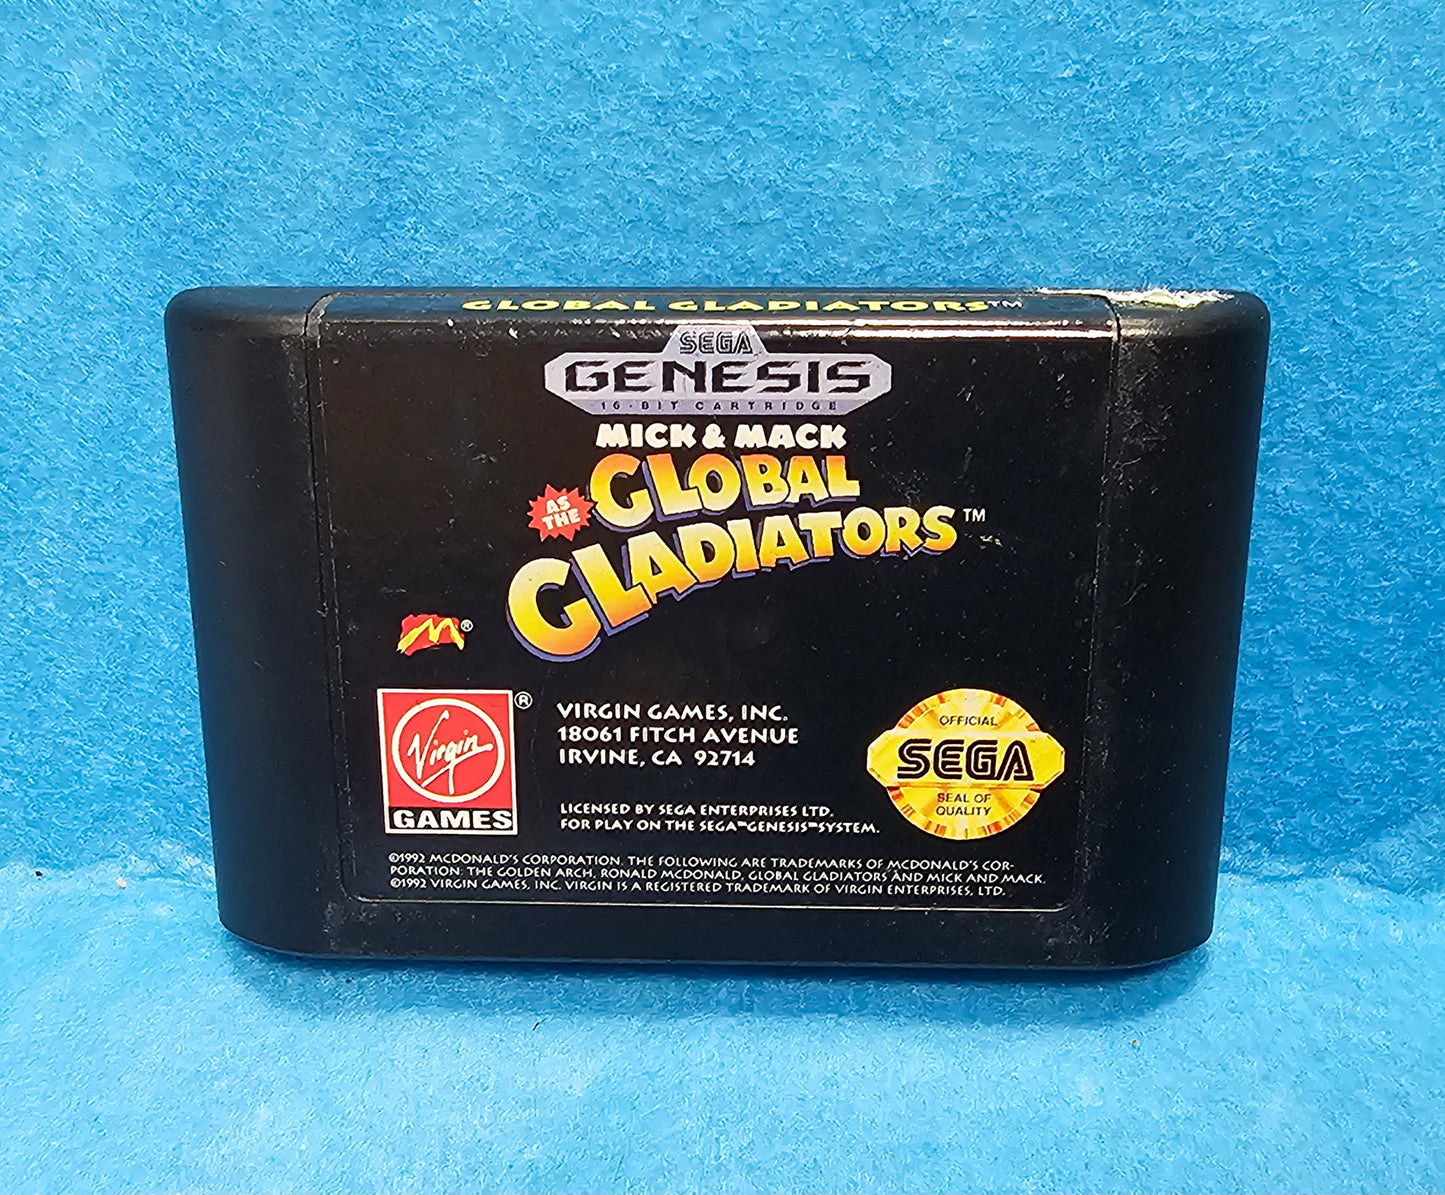 GLOBAL GLADIATORS™
SEGA
GENESIS
16-BIT CARTRIDGE
MICK & MACK
AS THE
GLOBAL
GLADIATORS™
M®
Virgin®
GAMES
VIRGIN GAMES, INC.
18061 FITCH AVENUE
IRVINE, CA 92714
OFFICIAL
SEGA
SEAL OF
QUALITY
LICENSED BY SEGA ENTERPRISES LTD.
FOR PLAY ON THE SEGA™ GENESIS™ SYSTEM.
©1992 MCDONALD'S CORPORATION. THE FOLLOWING ARE TRADEMARKS OF MCDONALD'S COR-
PORATION: THE GOLDEN ARCH, RONALD MCDONALD, GLOBAL GLADIATORS AND MICK AND MACK.
©1992 VIRGIN GAMES, INC. VIRGIN IS A REGISTERED TRADEMARK OF VIRGIN ENTERPRISES, LTD.